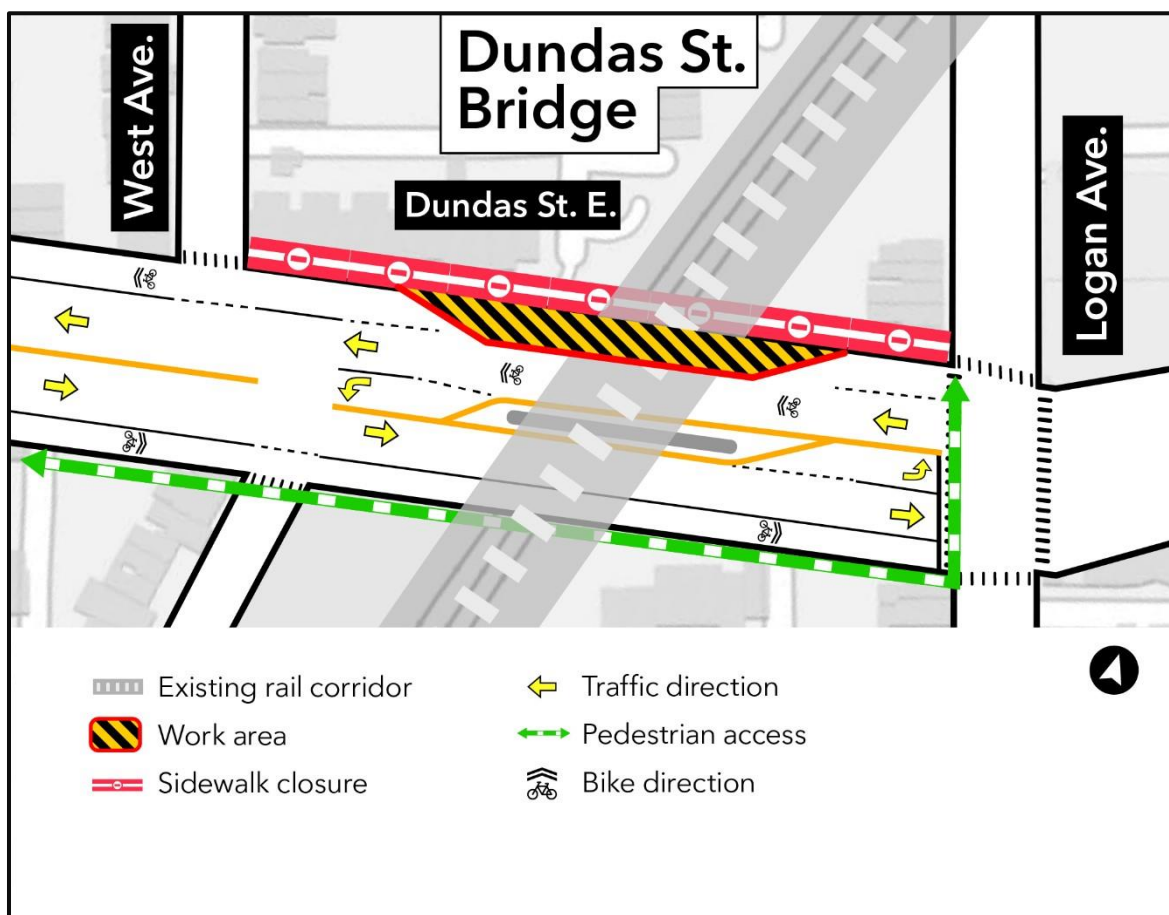 Dundas St.
Bridge
West Ave.
Dundas St. E.
Logan Ave.
Existing rail corridor
Traffic direction
Work area
Pedestrian access
Sidewalk closure
Bike direction